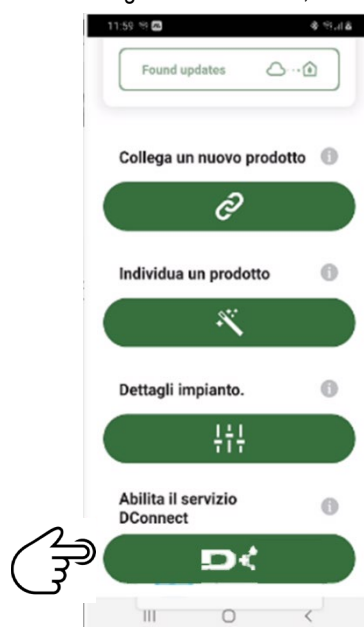 11:59
Found updates
Collega un nuovo prodotto
Individua un prodotto
Dettagli impianto.
Abilita il servizio
DConnect